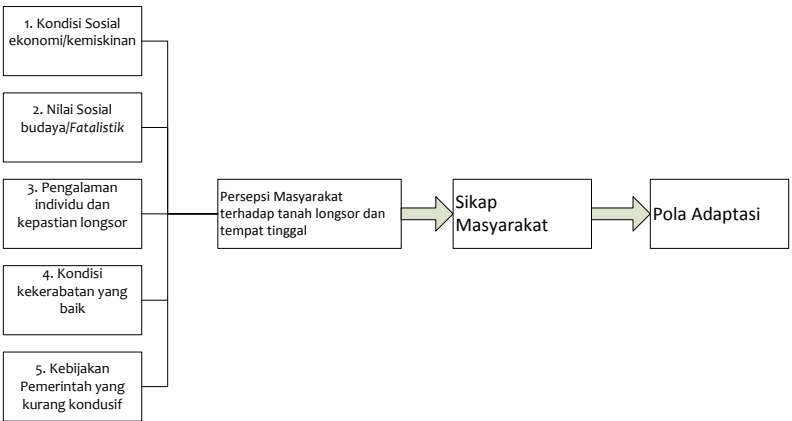 1. Kondisi Sosial
ekonomi/kemiskinan
2. Nilai Sosial
budaya/Fatalistik
3. Pengalaman
individu dan
kepastian longsor
4. Kondisi
kekerabatan yang
baik
5. Kebijakan
Pemerintah yang
kurang kondusif
Persepsi Masyarakat
terhadap tanah longsor dan
tempat tinggal
Sikap
Masyarakat
Pola Adaptasi